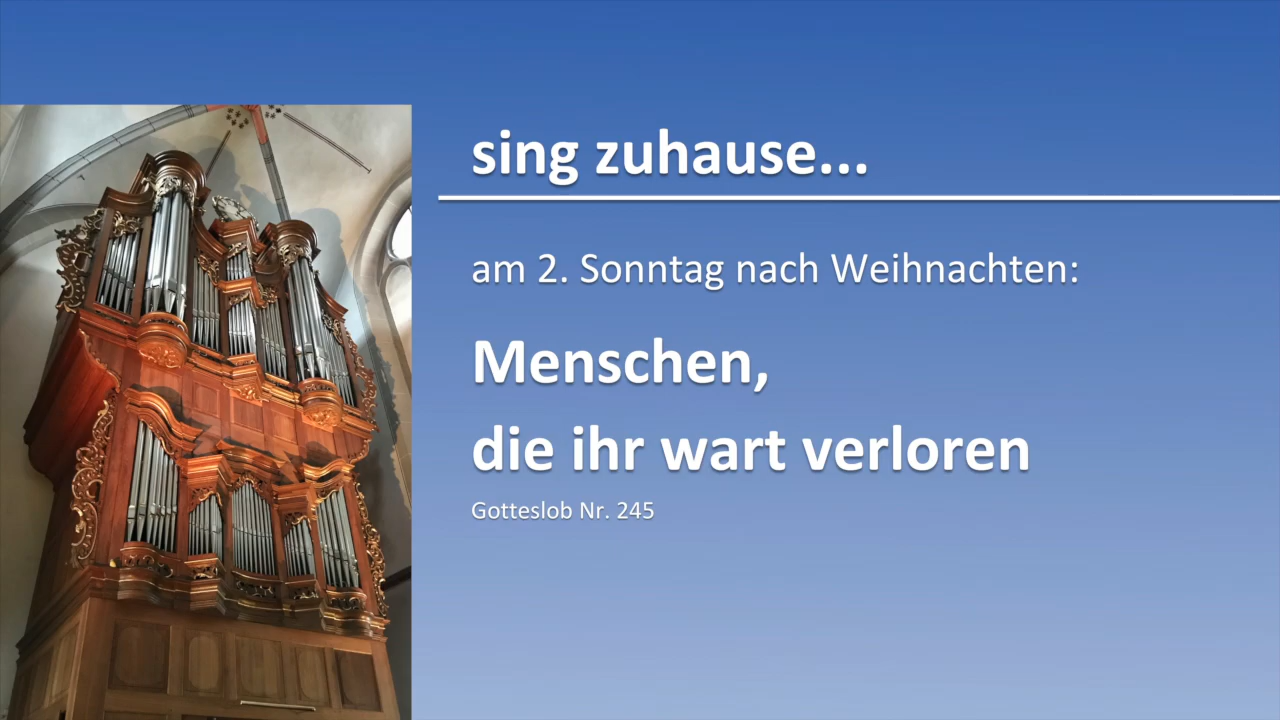 sing zuhause...
am 2. Sonntag nach Weihnachten:
Menschen,
die ihr wart verloren
Gotteslob Nr. 245